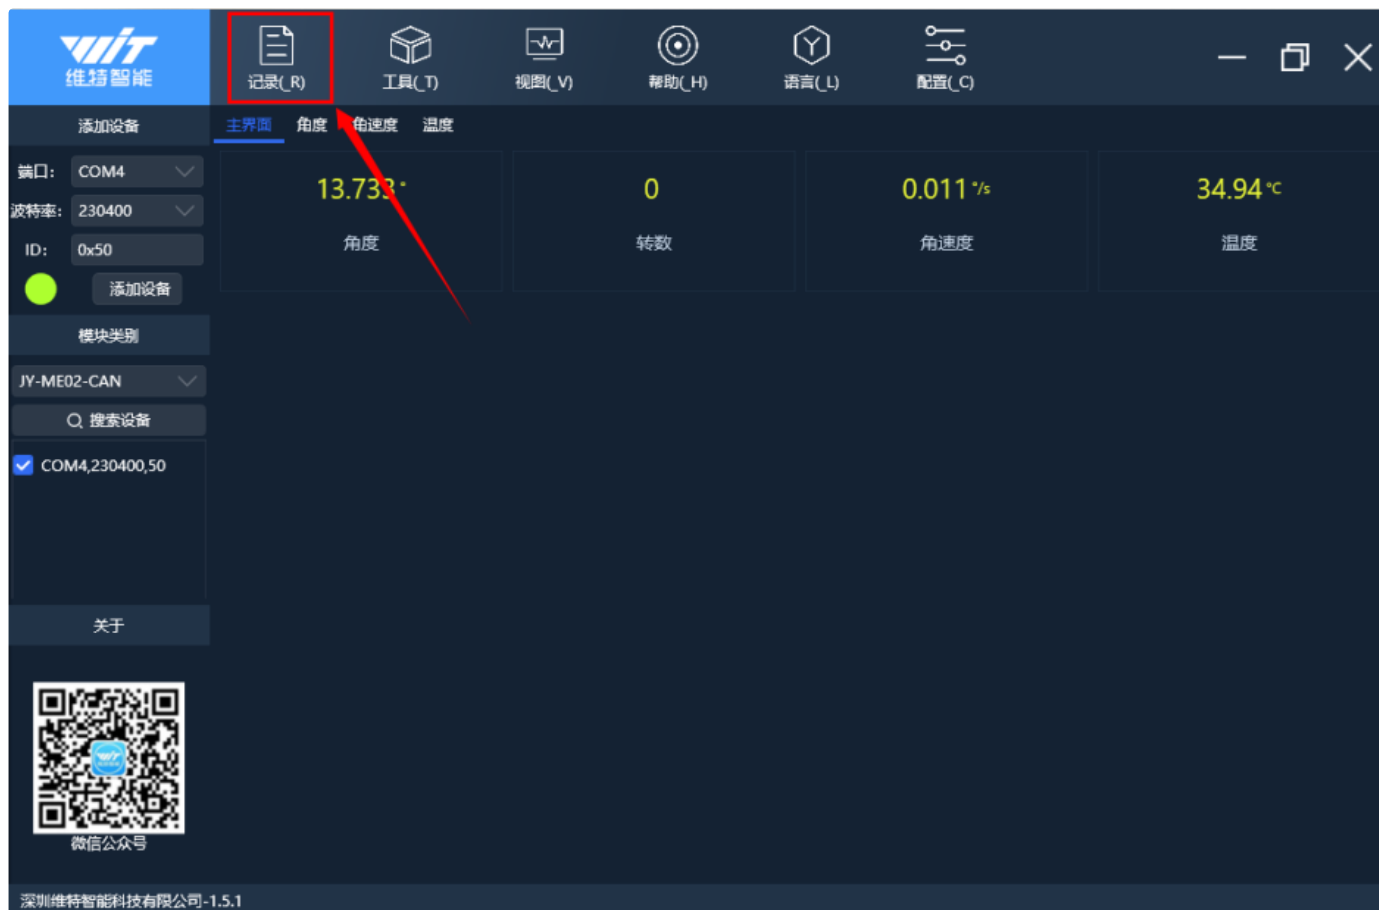 WIT
维特智能
记录(_R)
工具(_T)
视图(_V)
帮助(_H)
语言(_L)
配置(_C)
添加设备
主界面
角度
角速度
温度
端口:
COM4
波特率:
230400
ID:
0x50
添加设备
13.733°
0
0.011°/s
34.94℃
角度
转数
角速度
温度
模块类别
JY-ME02-CAN
搜索设备
COM4,230400,50
关于
微信公众号
深圳维特智能科技有限公司-1.5.1